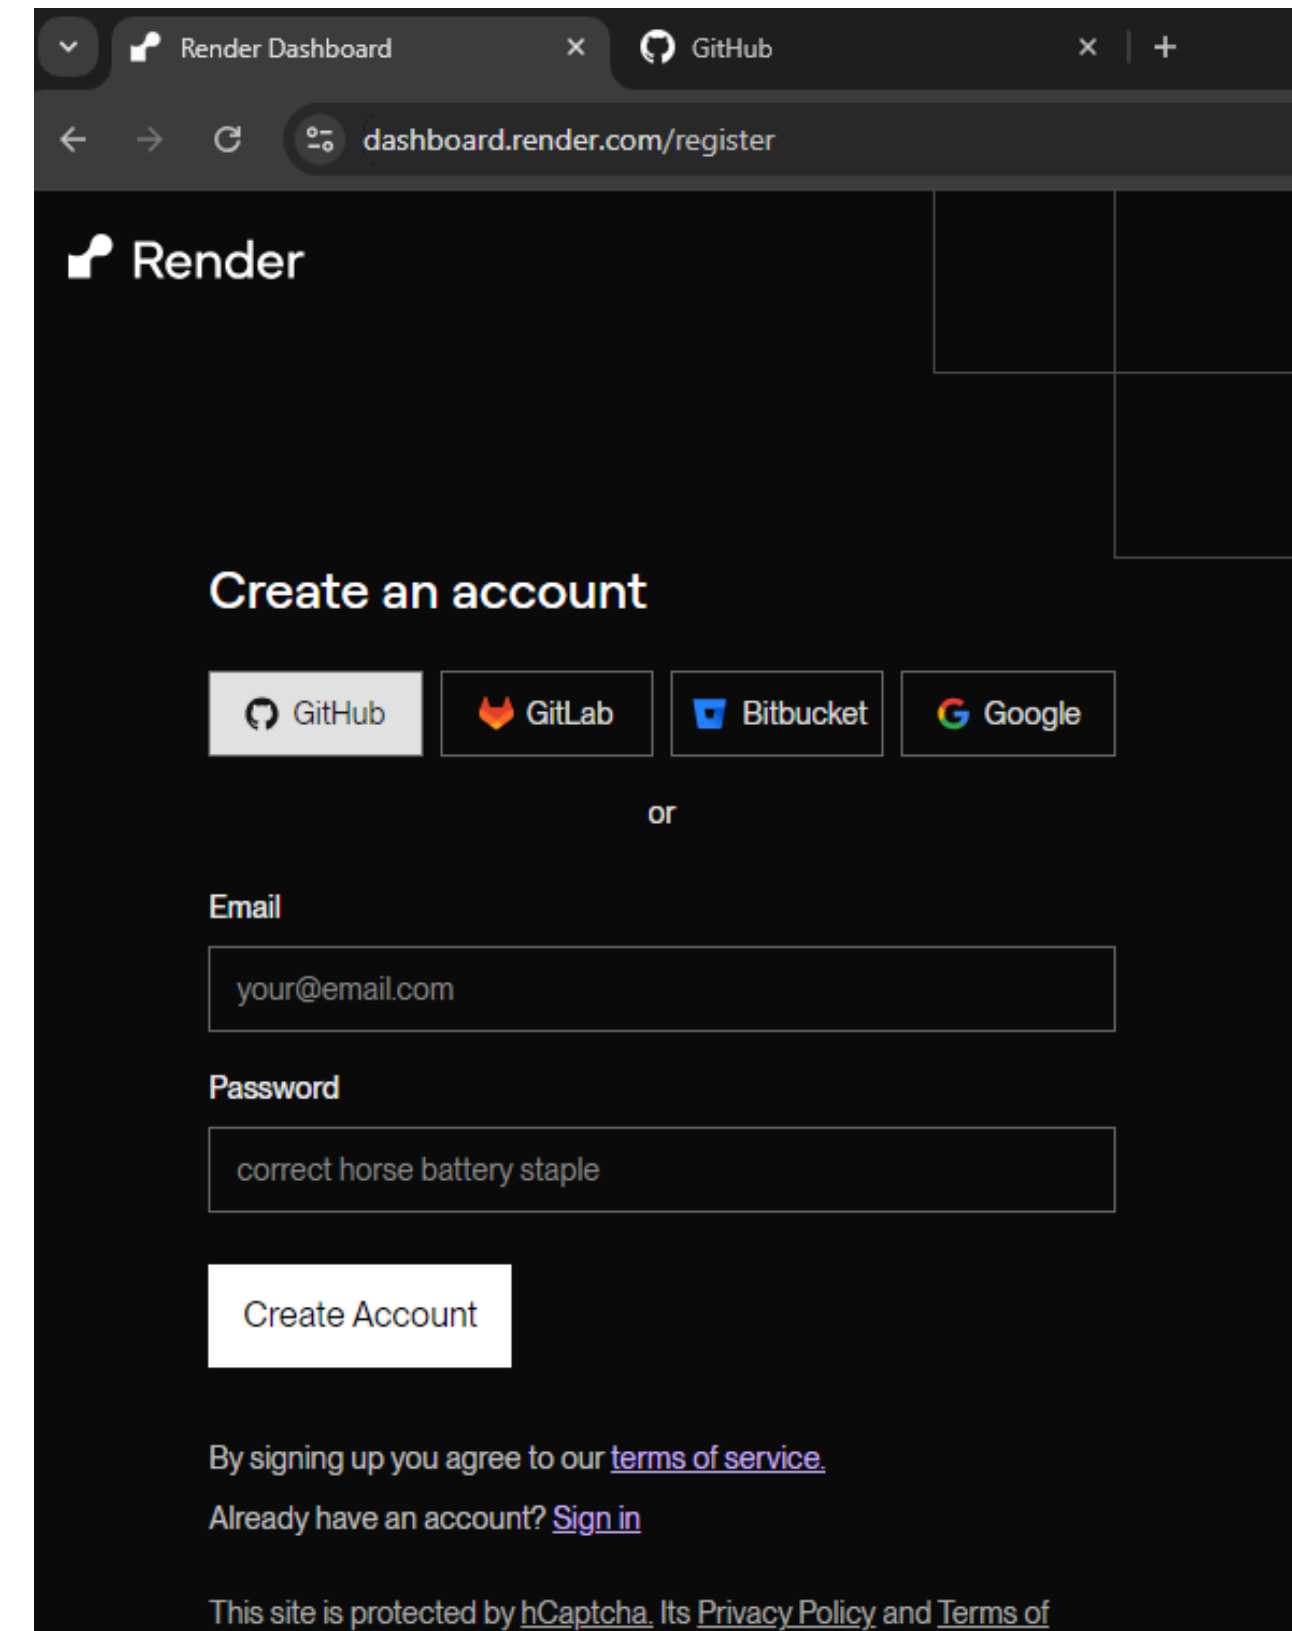 Render Dashboard
GitHub
dashboard.render.com/register
Render
Create an account
GitHub
GitLab
Bitbucket
Google
or
Email
your@email.com
Password
correct horse battery staple
Create Account
By signing up you agree to our terms of service.
Already have an account? Sign in
This site is protected by hCaptcha. Its Privacy Policy and Terms of